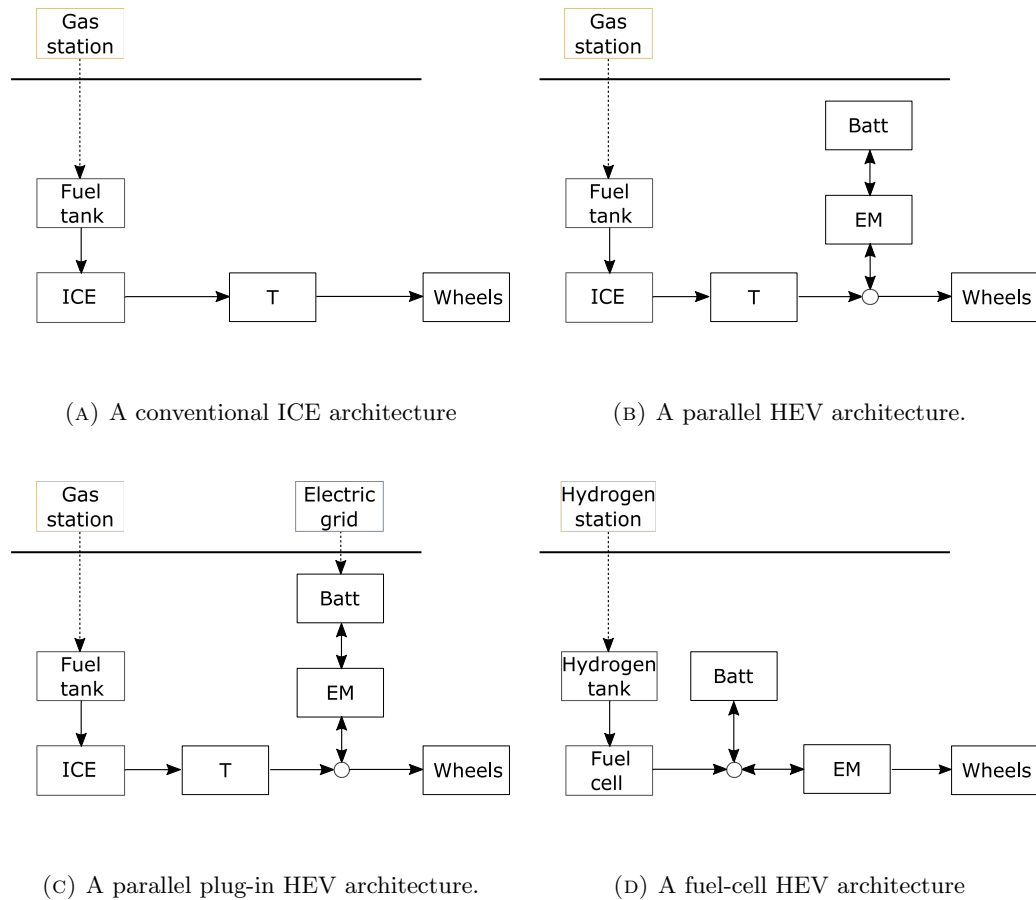 Gas
station
Fuel
tank
ICE
T
Wheels
(A) A conventional ICE architecture
Gas
station
Batt
Fuel
tank
EM
ICE
T
Wheels
(B) A parallel HEV architecture.
Gas
station
Electric
grid
Batt
Fuel
tank
EM
ICE
T
Wheels
(C) A parallel plug-in HEV architecture.
Hydrogen
station
Hydrogen
tank
Batt
Fuel
cell
EM
Wheels
(D) A fuel-cell HEV architecture